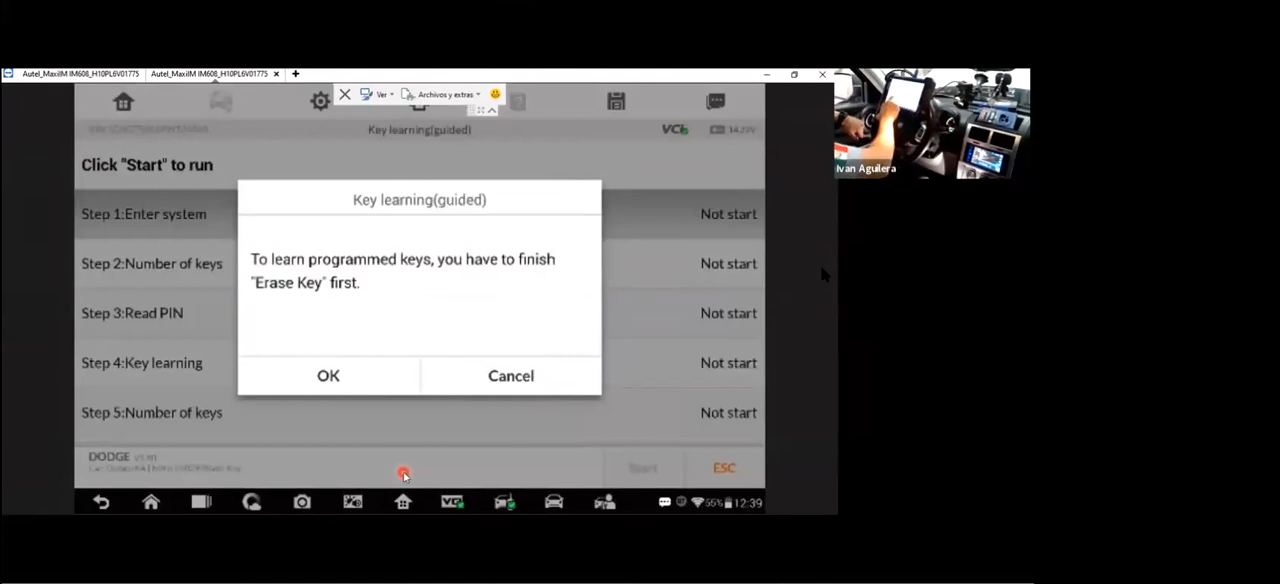 Autel_MaxiIM IM608_H10PL6V01775 Autel_MaxiIM IM608_H10PL6V01775 × +
Ver Archivos y extras
Key learning(guided) VCI
Click "Start" to run
Ivan Aguilera
Key learning(guided)
Step 1:Enter system Not start
Step 2:Number of keys Not start
To learn programmed keys, you have to finish
"Erase Key" first.
Step 3:Read PIN Not start
Step 4:Key learning Not start
OK Cancel
Step 5:Number of keys Not start
DODGE
Start ESC
VCI 55% 12:39